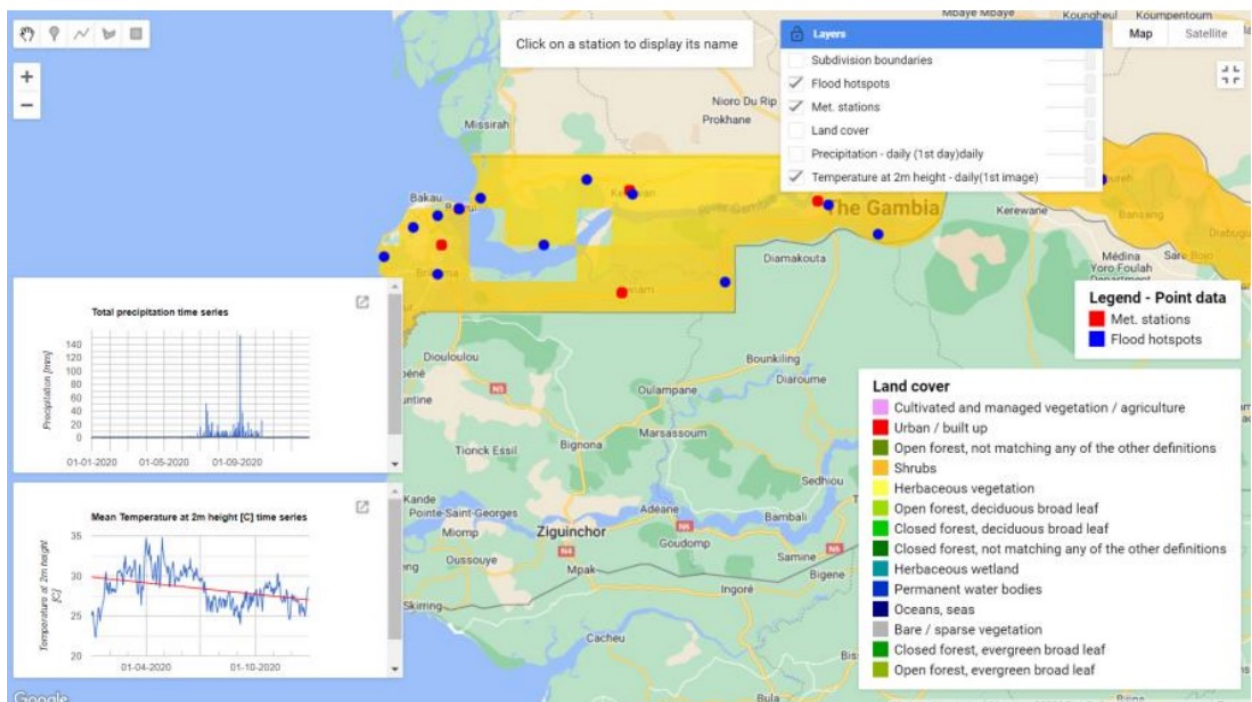 Click on a station to display its name
Layers
Subdivision boundaries
Flood hotspots
Met. stations
Land cover
Precipitation - daily (1st day)daily
Temperature at 2m height - daily(1st image)
Map
Satellite
Mbaye Mbaye
Koungheul
Koumpentoum
Nioro Du Rip
Prokhane
Missirah
Bakau
The Gambia
Kerewane
Bansang
Diabugu
Diamakouta
Médina
Yoro Foulah
Department
Sare Bojo
Legend - Point data
Met. stations
Flood hotspots
Total precipitation time series
Precipitation [mm]
140
120
100
80
60
40
20
0
01-01-2020
01-05-2020
01-09-2020
Diouloulou
Bounkiling
Diaroume
Oulampane
N5
Marsassoum
Bignona
Tionck Essil
Sedhiou
Land cover
Cultivated and managed vegetation / agriculture
Urban / built up
Open forest, not matching any of the other definitions
Shrubs
Herbaceous vegetation
Open forest, deciduous broad leaf
Closed forest, deciduous broad leaf
Closed forest, not matching any of the other definitions
Herbaceous wetland
Permanent water bodies
Oceans, seas
Bare / sparse vegetation
Closed forest, evergreen broad leaf
Open forest, evergreen broad leaf
Mean Temperature at 2m height [C] time series
Temperature at 2m height
[C]
35
30
25
20
01-04-2020
01-10-2020
Kande
Pointe-Saint-Georges
Miomp
Ziguinchor
N4
Adéane
N6
Bambali
Goudomp
Samine
N6
Oussouye
Mpak
Bigene
Ingoré
Skirring
Cacheu
Bula
Google